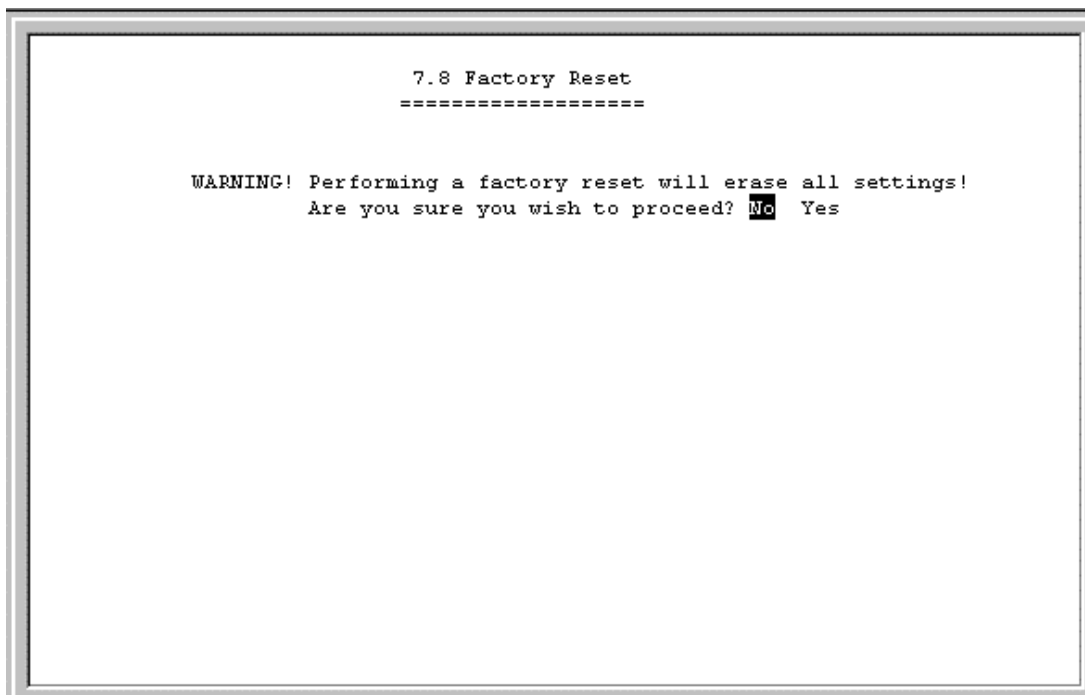 7.8 Factory Reset
===================
WARNING! Performing a factory reset will erase all settings!
Are you sure you wish to proceed? No Yes